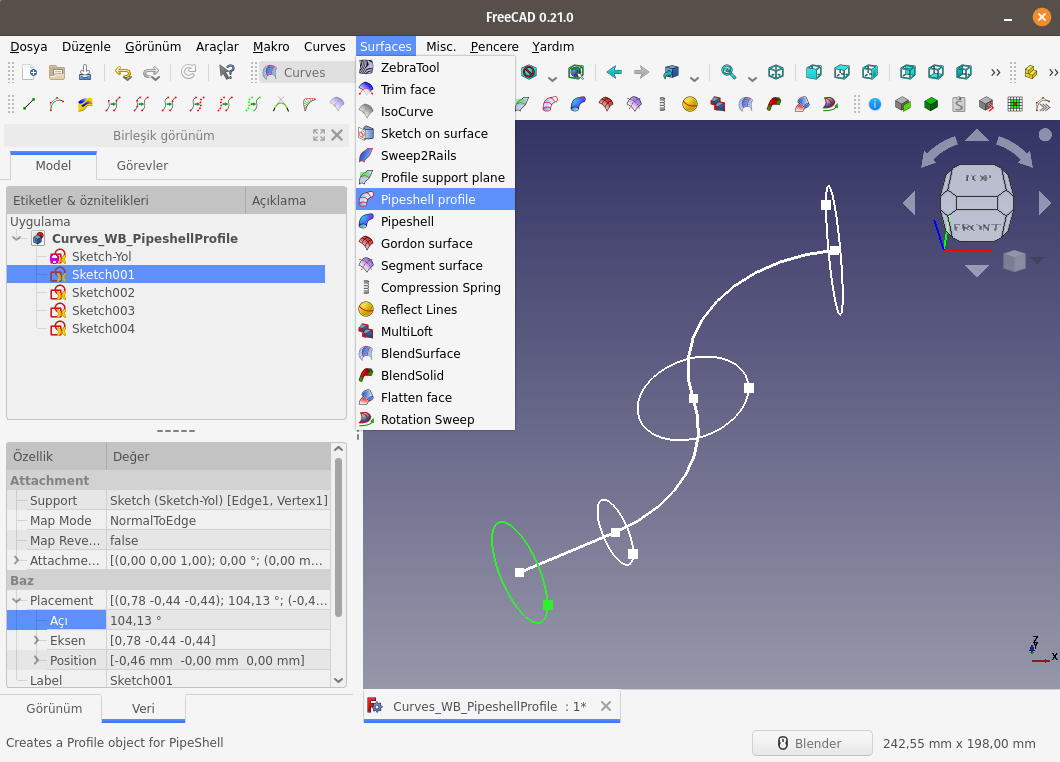 FreeCAD 0.21.0
Dosya Düzenle Görünüm Araçlar Makro Curves Surfaces Misc. Pencere Yardım
Curves
ZebraTool
Trim face
IsoCurve
Sketch on surface
Sweep2Rails
Profile support plane
Pipeshell profile
Pipeshell
Gordon surface
Segment surface
Compression Spring
Reflect Lines
MultiLoft
BlendSurface
BlendSolid
Flatten face
Rotation Sweep
Birleşik görünüm
Model Görevler
Etiketler & öznitelikleri Açıklama
Uygulama
Curves_WB_PipeshellProfile
Sketch-Yol
Sketch001
Sketch002
Sketch003
Sketch004
Özellik Değer
Attachment
Support Sketch (Sketch-Yol) [Edge1, Vertex1]
Map Mode NormalToEdge
Map Reve... false
Attachme... [(0,00 0,00 1,00); 0,00 °; (0,00 m...
Baz
Placement [(0,78 -0,44 -0,44); 104,13 °; (-0,4...
Açı 104,13 °
Eksen [0,78 -0,44 -0,44]
Position [-0,46 mm -0,00 mm 0,00 mm]
Label Sketch001
Görünüm Veri
TOP
FRONT
Z
Y
X
Curves_WB_PipeshellProfile : 1*
Creates a Profile object for PipeShell
Blender 242,55 mm x 198,00 mm